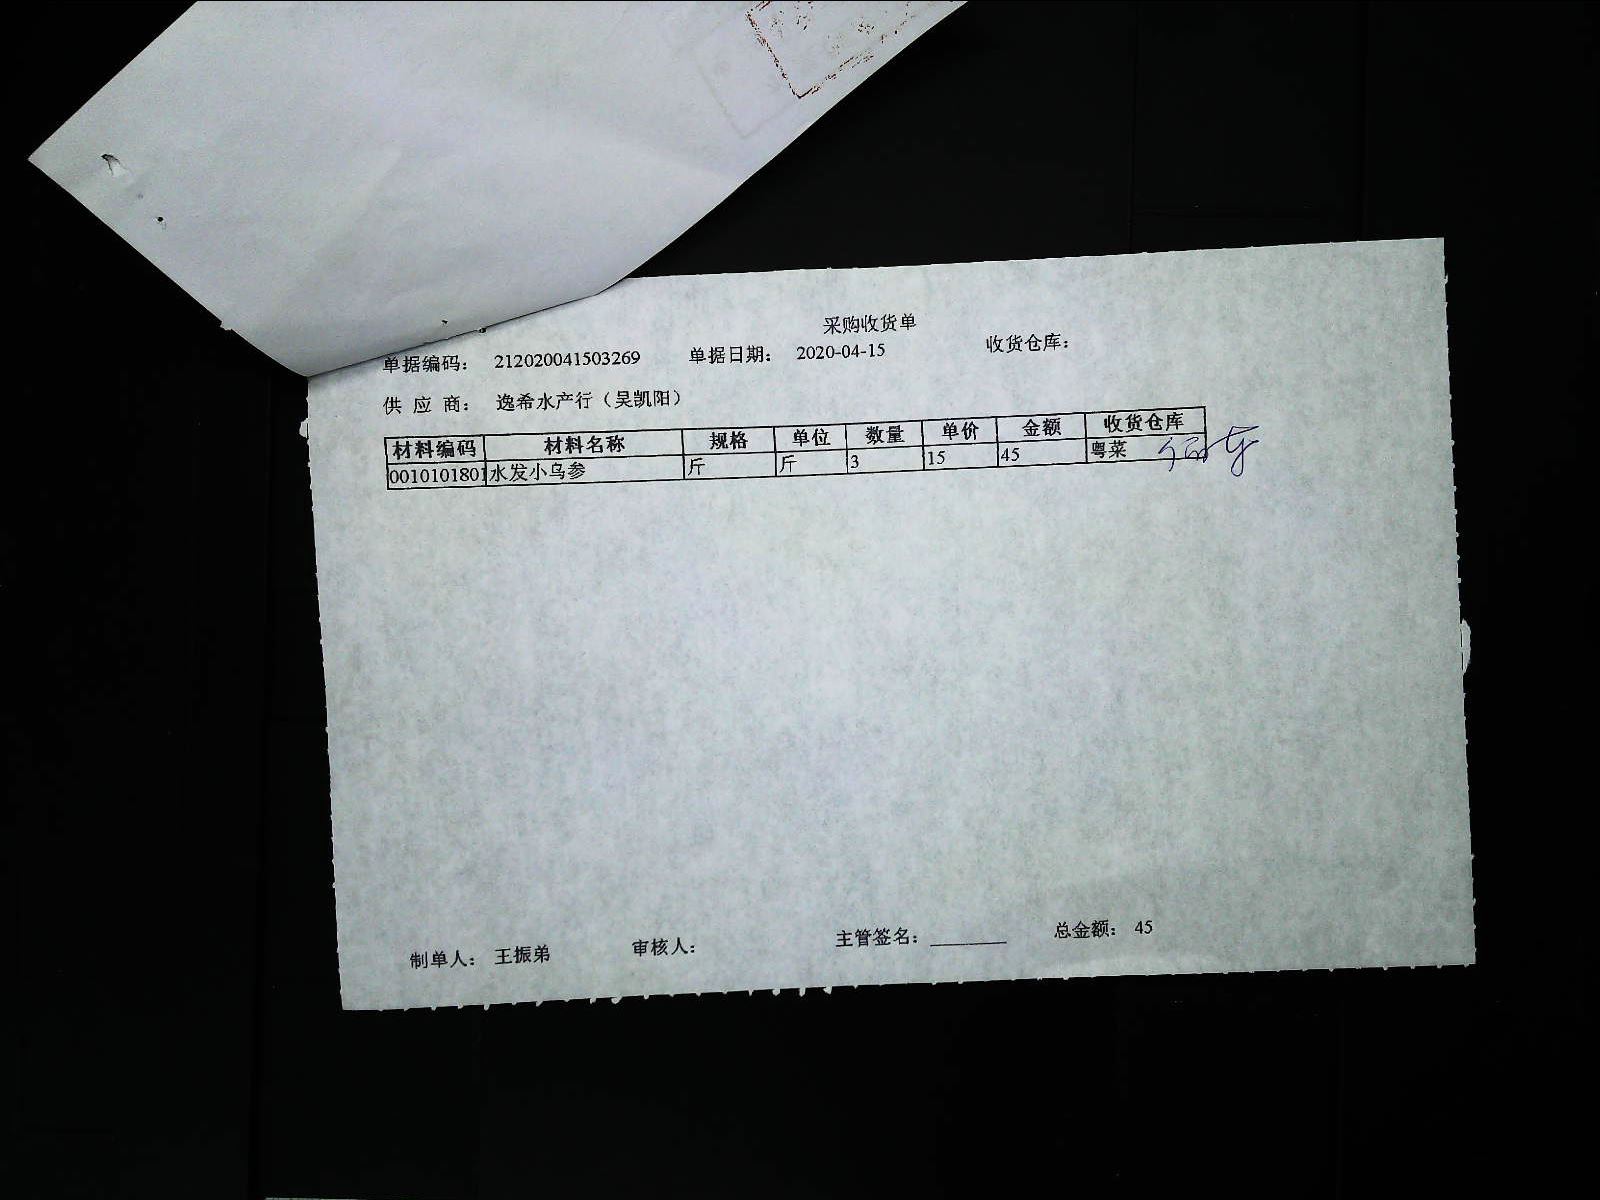 采购收货单
单据编码： 212020041503269 单据日期： 2020-04-15 收货仓库：
供 应 商： 逸希水产行（吴凯阳）
材料编码 材料名称 规格 单位 数量 单价 金额 收货仓库
0010101801 水发小乌参 斤 斤 3 15 45 粤菜
制单人： 王振弟 审核人： 主管签名： ________ 总金额： 45